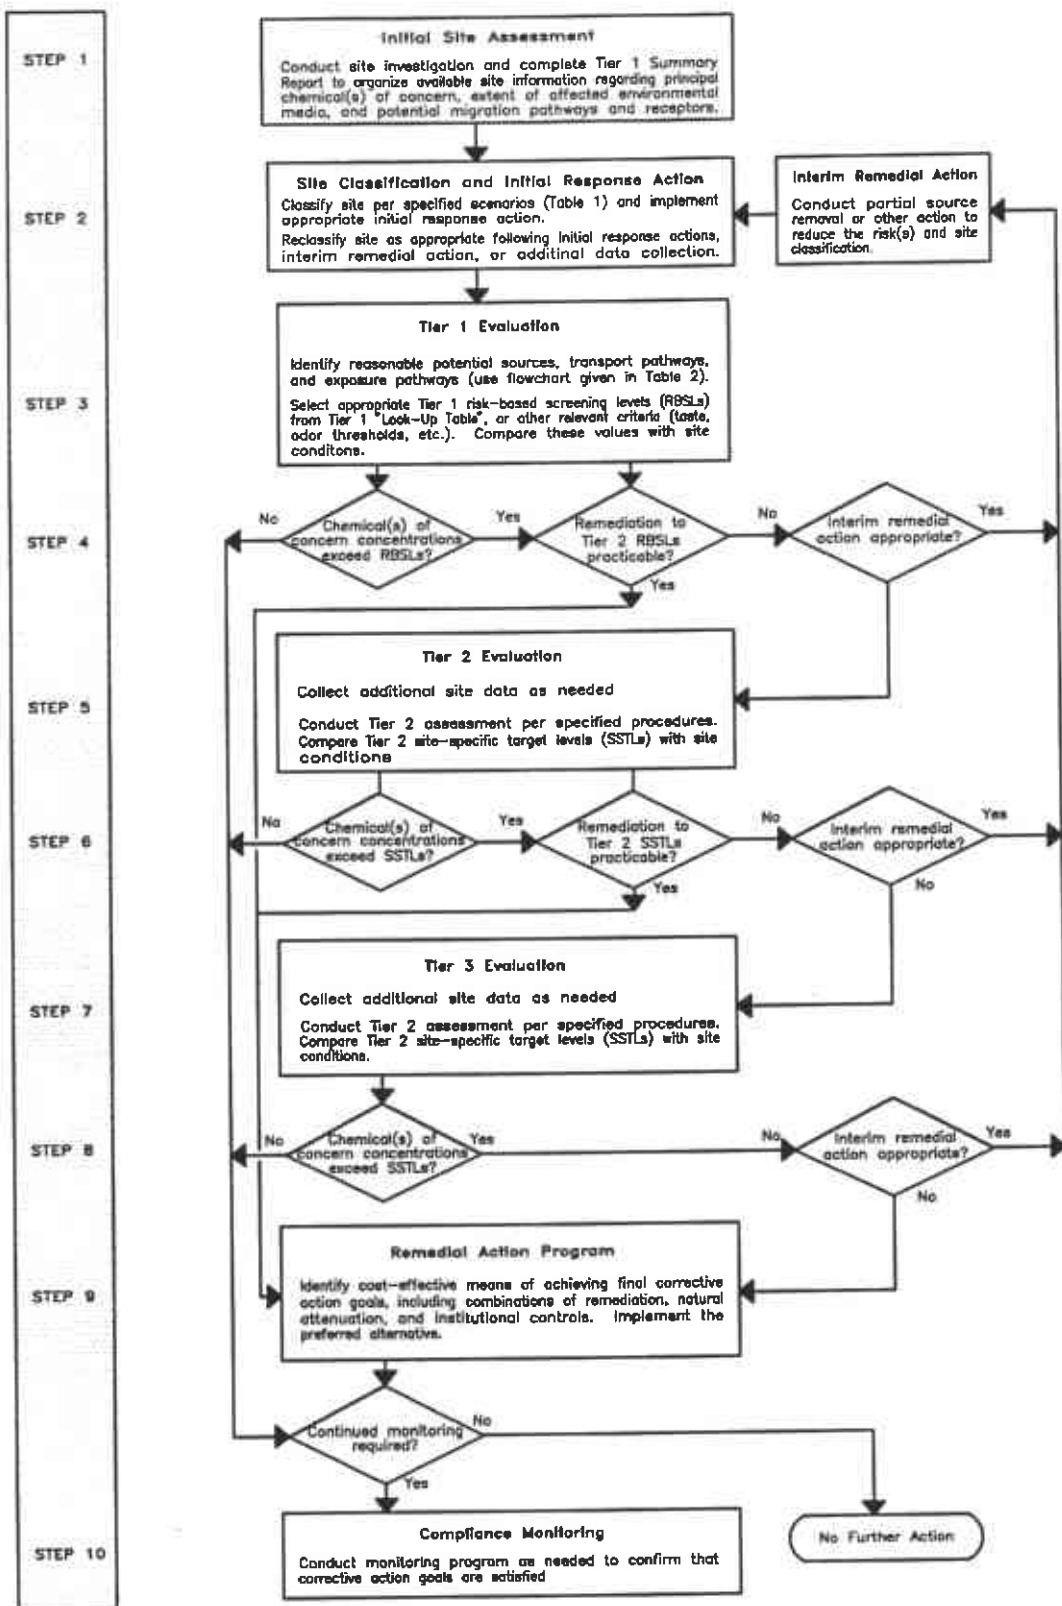 STEP 1
Initial Site Assessment
Conduct site investigation and complete Tier 1 Summary
Report to organize available site information regarding principal
chemical(s) of concern, extent of affected environmental
media, and potential migration pathways and receptors.
STEP 2
Site Classification and Initial Response Action
Classify site per specified scenarios (Table 1) and implement
appropriate initial response action.
Reclassify site as appropriate following initial response actions,
interim remedial action, or additinal data collection.
Interim Remedial Action
Conduct partial source
removal or other action to
reduce the risk(s) and site
classification.
STEP 3
Tier 1 Evaluation
Identify reasonable potential sources, transport pathways,
and exposure pathways (use flowchart given in Table 2).
Select appropriate Tier 1 risk-based screening levels (RBSLs)
from Tier 1 "Look-Up Table", or other relevant criteria (taste,
odor thresholds, etc.). Compare these values with site
conditons.
STEP 4
No
Chemical(s) of
concern concentrations
exceed RBSLs?
Yes
Remediation to
Tier 2 RBSLs
practicable?
No
Interim remedial
action appropriate?
Yes
Yes
STEP 5
Tier 2 Evaluation
Collect additional site data as needed
Conduct Tier 2 assessment per specified procedures.
Compare Tier 2 site-specific target levels (SSTLs) with site
conditions
STEP 6
No
Chemical(s) of
concern concentrations
exceed SSTLs?
Yes
Remediation to
Tier 2 SSTLs
practicable?
No
Interim remedial
action appropriate?
Yes
Yes
No
STEP 7
Tier 3 Evaluation
Collect additional site data as needed
Conduct Tier 2 assessment per specified procedures.
Compare Tier 2 site-specific target levels (SSTLs) with site
conditions.
STEP 8
No
Chemical(s) of
concern concentrations
exceed SSTLs?
Yes
No
Interim remedial
action appropriate?
Yes
No
STEP 9
Remedial Action Program
Identify cost-effective means of achieving final corrective
action goals, including combinations of remediation, natural
attenuation, and institutional controls. Implement the
preferred alternative.
Continued monitoring
required?
No
Yes
STEP 10
Compliance Monitoring
Conduct monitoring program as needed to confirm that
corrective action goals are satisfied
No Further Action